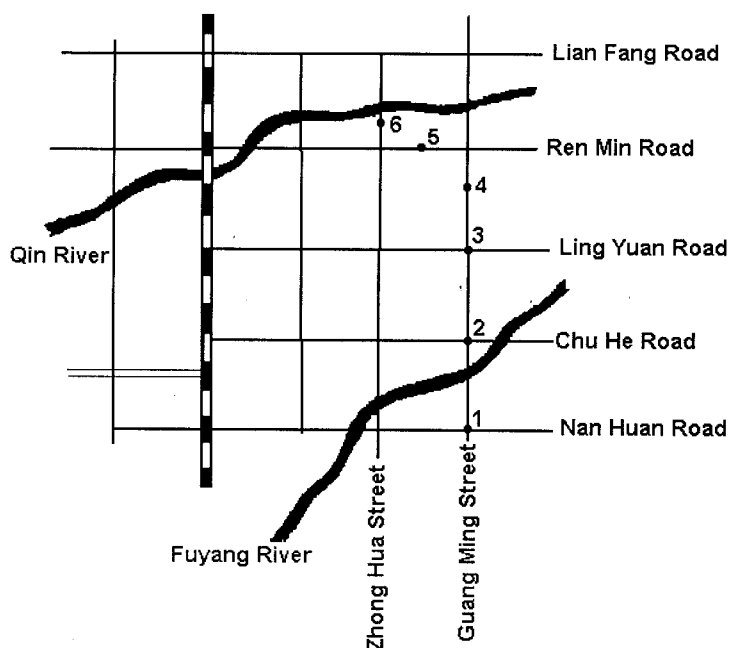 Lian Fang Road
6
5
Ren Min Road
4
3
Qin River
Ling Yuan Road
2
Chu He Road
1
Nan Huan Road
Fuyang River
Zhong Hua Street
Guang Ming Street